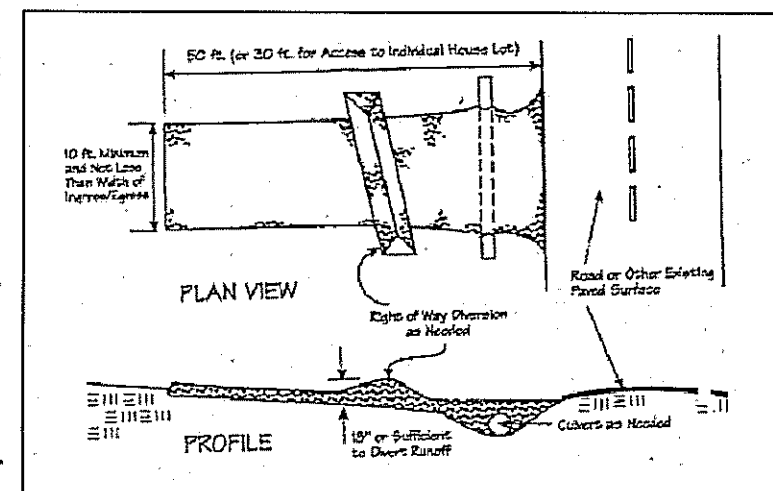 50 ft. (or 30 ft. for Access to Individual House Lot)
10 ft. Minimum
and Not Less
Than Width of
Ingress/Egress
PLAN VIEW
Right of Way Diversion
as Needed
Road or Other Existing
Paved Surface
18" or Sufficient
to Divert Runoff
Culvert as Needed
PROFILE